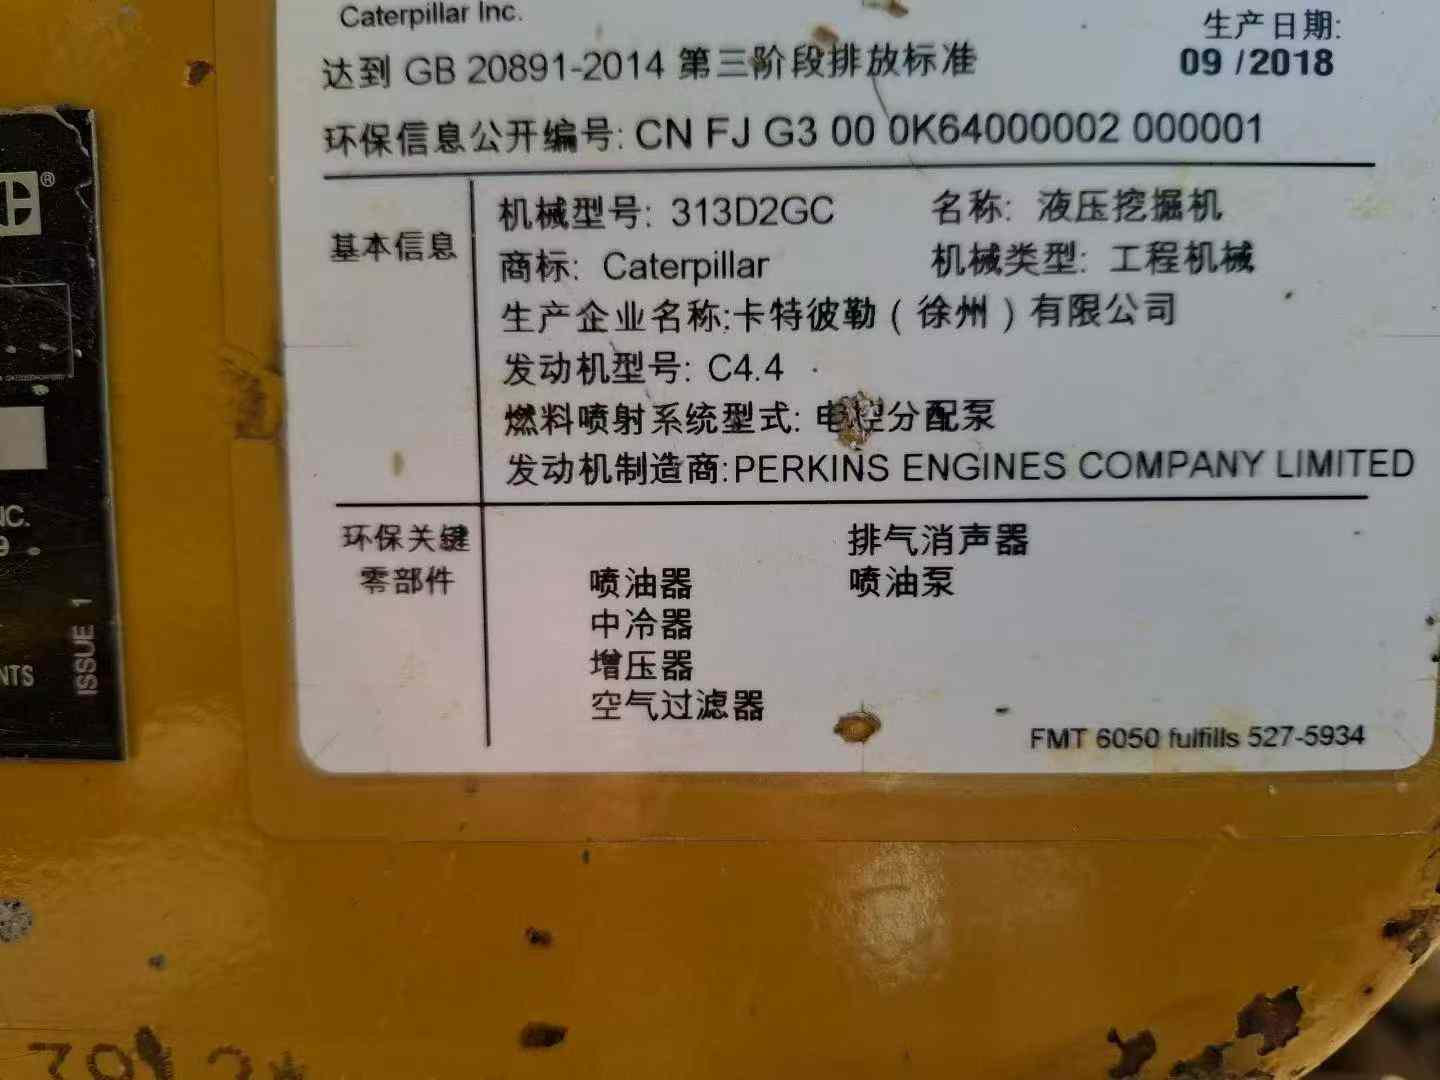 Caterpillar Inc.
生产日期:
达到 GB 20891-2014 第三阶段排放标准
09 /2018
环保信息公开编号: CN FJ G3 00 0K64000002 000001
基本信息
机械型号: 313D2GC
名称: 液压挖掘机
商标: Caterpillar
机械类型: 工程机械
生产企业名称:卡特彼勒（徐州）有限公司
发动机型号: C4.4
燃料喷射系统型式: 电控分配泵
发动机制造商:PERKINS ENGINES COMPANY LIMITED
环保关键
零部件
排气消声器
喷油器
喷油泵
中冷器
增压器
空气过滤器
FMT 6050 fulfills 527-5934
®
NC.
9
ISSUE 1
NTS